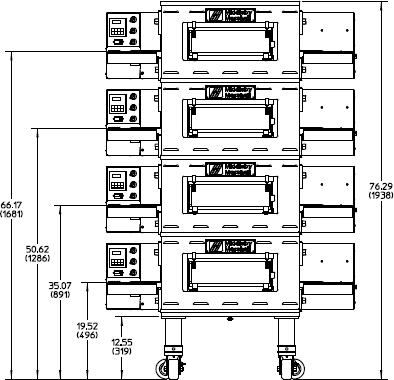 Middleby
Marshall
Middleby
Marshall
Middleby
Marshall
Middleby
Marshall
76.29
(1938)
66.17
(1681)
50.62
(1286)
35.07
(891)
19.52
(496)
12.55
(319)